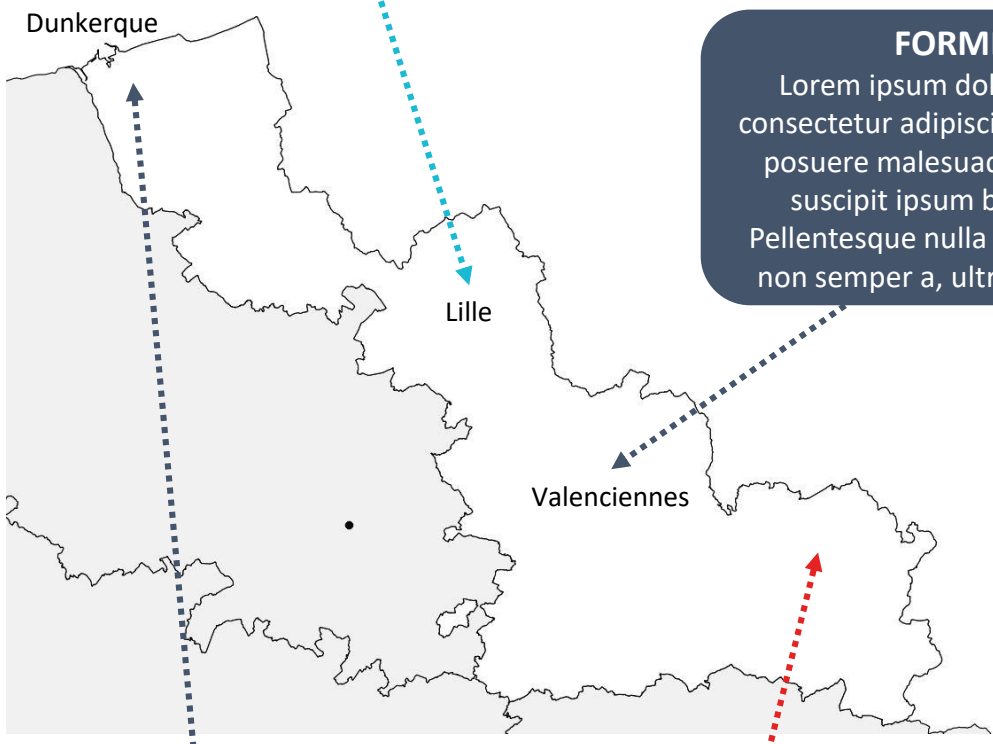 Dunkerque
FORM
Lorem ipsum dol
consectetur adipisci
posuere malesuad
suscipit ipsum b
Pellentesque nulla
non semper a, ultr
Lille
Valenciennes